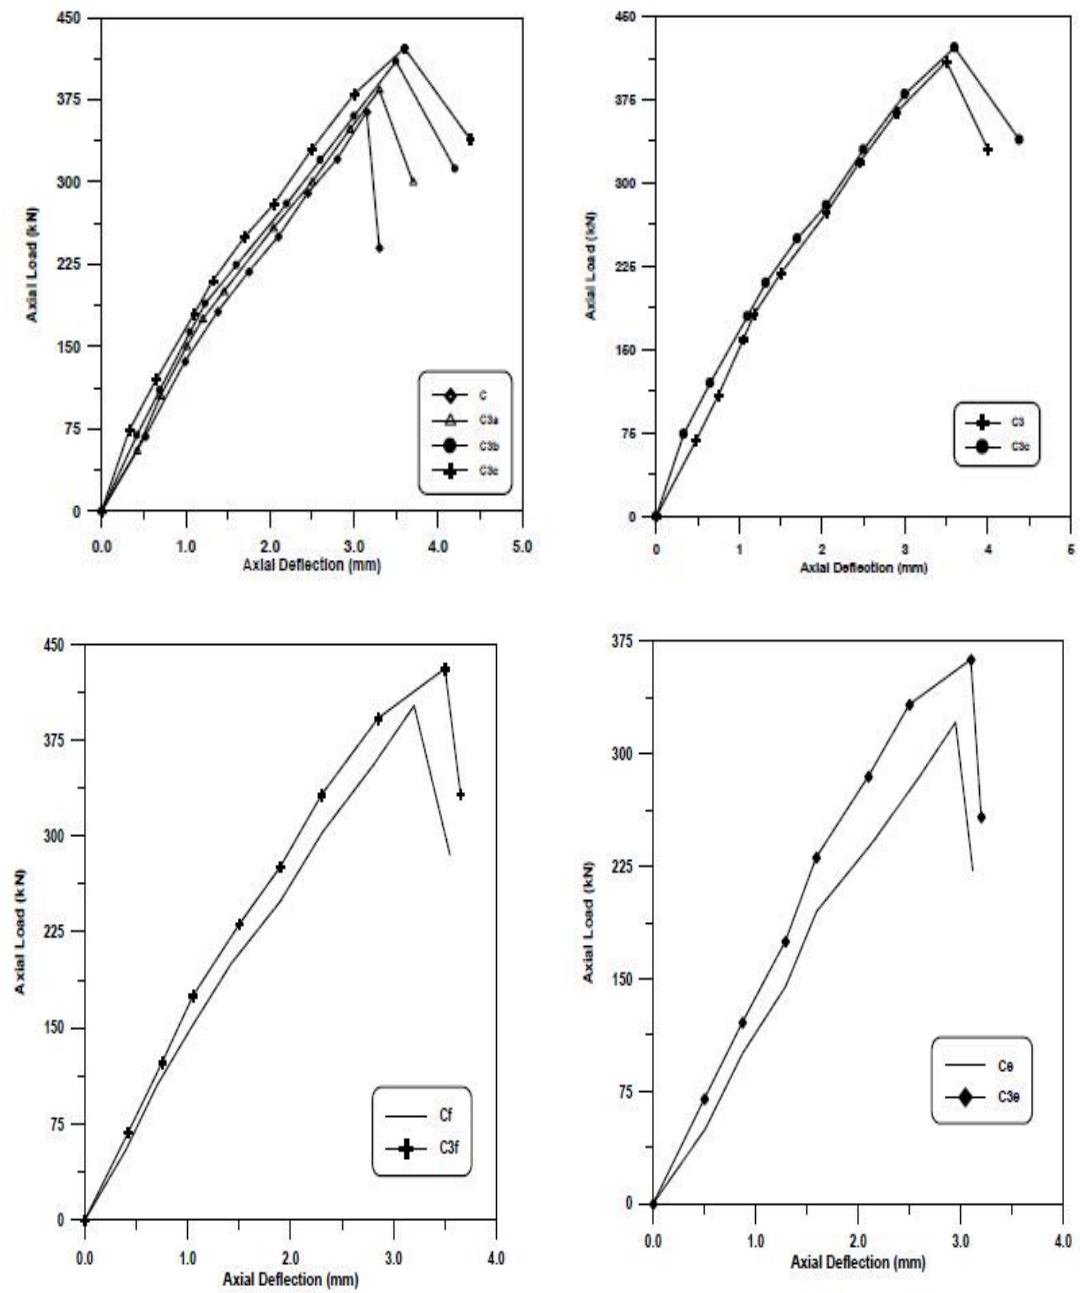 450
375
300
225
150
75
0
Axial Load (kN)
0.0 1.0 2.0 3.0 4.0 5.0
Axial Deflection (mm)
C
C3a
C3b
C3c
450
375
300
225
150
75
0
Axial Load (kN)
0 1 2 3 4 5
Axial Deflection (mm)
C3
C3c
450
375
300
225
150
75
0
Axial Load (kN)
0.0 1.0 2.0 3.0 4.0
Axial Deflection (mm)
Cf
C3f
375
300
225
150
75
0
Axial Load (kN)
0.0 1.0 2.0 3.0 4.0
Axial Deflection (mm)
Ce
C3e